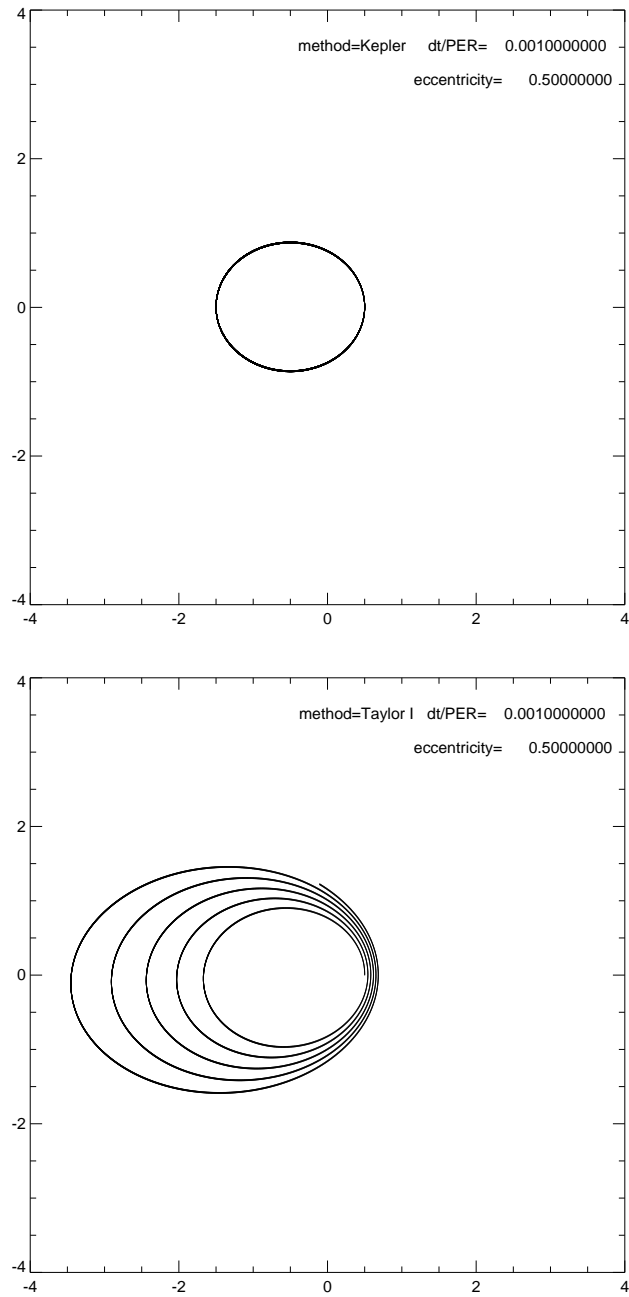 4
method=Kepler dt/PER= 0.0010000000
eccentricity= 0.50000000
2
0
-2
-4
-4 -2 0 2 4
4
method=Taylor I dt/PER= 0.0010000000
eccentricity= 0.50000000
2
0
-2
-4
-4 -2 0 2 4